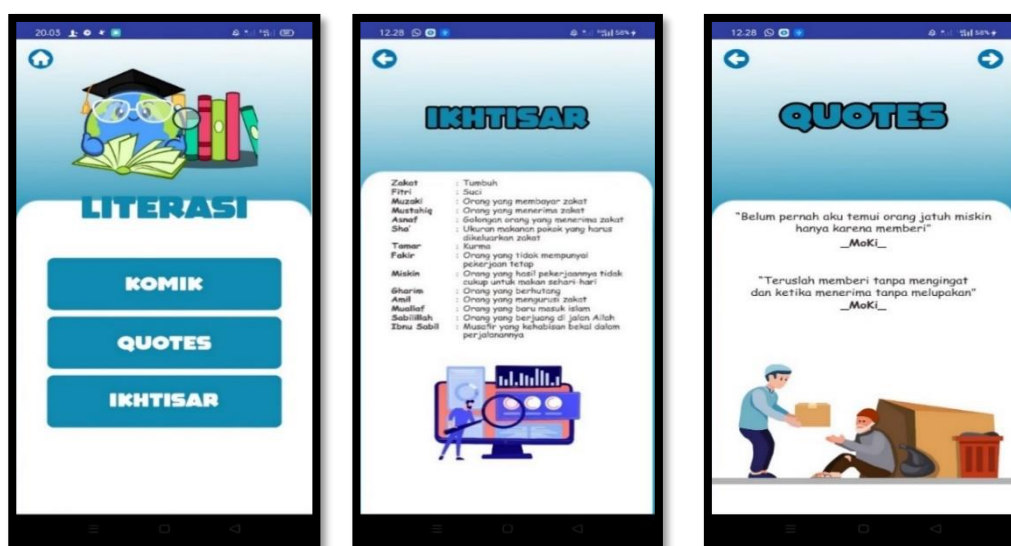 20.03
LITERASI
KOMIK
QUOTES
IKHTISAR
12.28
58%
IKHTISAR
Zakat : Tumbuh
Fitri : Suci
Muzaki : Orang yang membayar zakat
Mustahiq : Orang yang menerima zakat
Asnaf : Golongan orang yang menerima zakat
Sha' : Ukuran makanan pokok yang harus
dikeluarkan zakat
Tamar : Kurma
Fakir : Orang yang tidak mempunyai
pekerjaan tetap
Miskin : Orang yang hasil pekerjaannya tidak
cukup untuk makan sehari-hari
Gharim : Orang yang berhutang
Amil : Orang yang mengurusi zakat
Muallaf : Orang yang baru masuk islam
Sabilillah : Orang yang berjuang di jalan Allah
Ibnu Sabil : Musafir yang kehabisan bekal dalam
perjalanannya
12.28
58%
QUOTES
"Belum pernah aku temui orang jatuh miskin
hanya karena memberi"
_MoKi_
"Teruslah memberi tanpa mengingat
dan ketika menerima tanpa melupakan"
_MoKi_